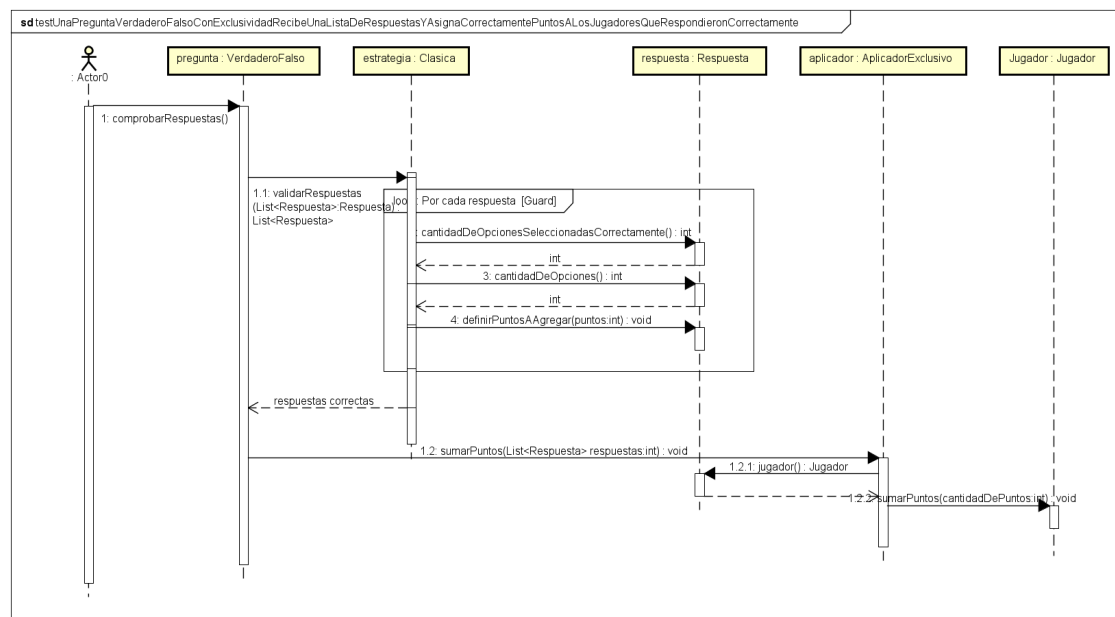 sd testUnaPreguntaVerdaderoFalsoConExclusividadRecibeUnaListaDeRespuestasYAsignaCorrectamentePuntosALosJugadoresQueRespondieronCorrectamente
: Actor0
pregunta : VerdaderoFalso
estrategia : Clasica
respuesta : Respuesta
aplicador : AplicadorExclusivo
Jugador : Jugador
1: comprobarRespuestas()
1.1: validarRespuestas
(List<Respuesta>:Respuesta) :
List<Respuesta>
: Por cada respuesta [Guard]
: cantidadDeOpcionesSeleccionadasCorrectamente() : int
int
3: cantidadDeOpciones() : int
int
4: definirPuntosAAgregar(puntos:int) : void
respuestas correctas
1.2: sumarPuntos(List<Respuesta> respuestas:int) : void
1.2.1: jugador() : Jugador
1.2.2: sumarPuntos(cantidadDePuntos:int) : void